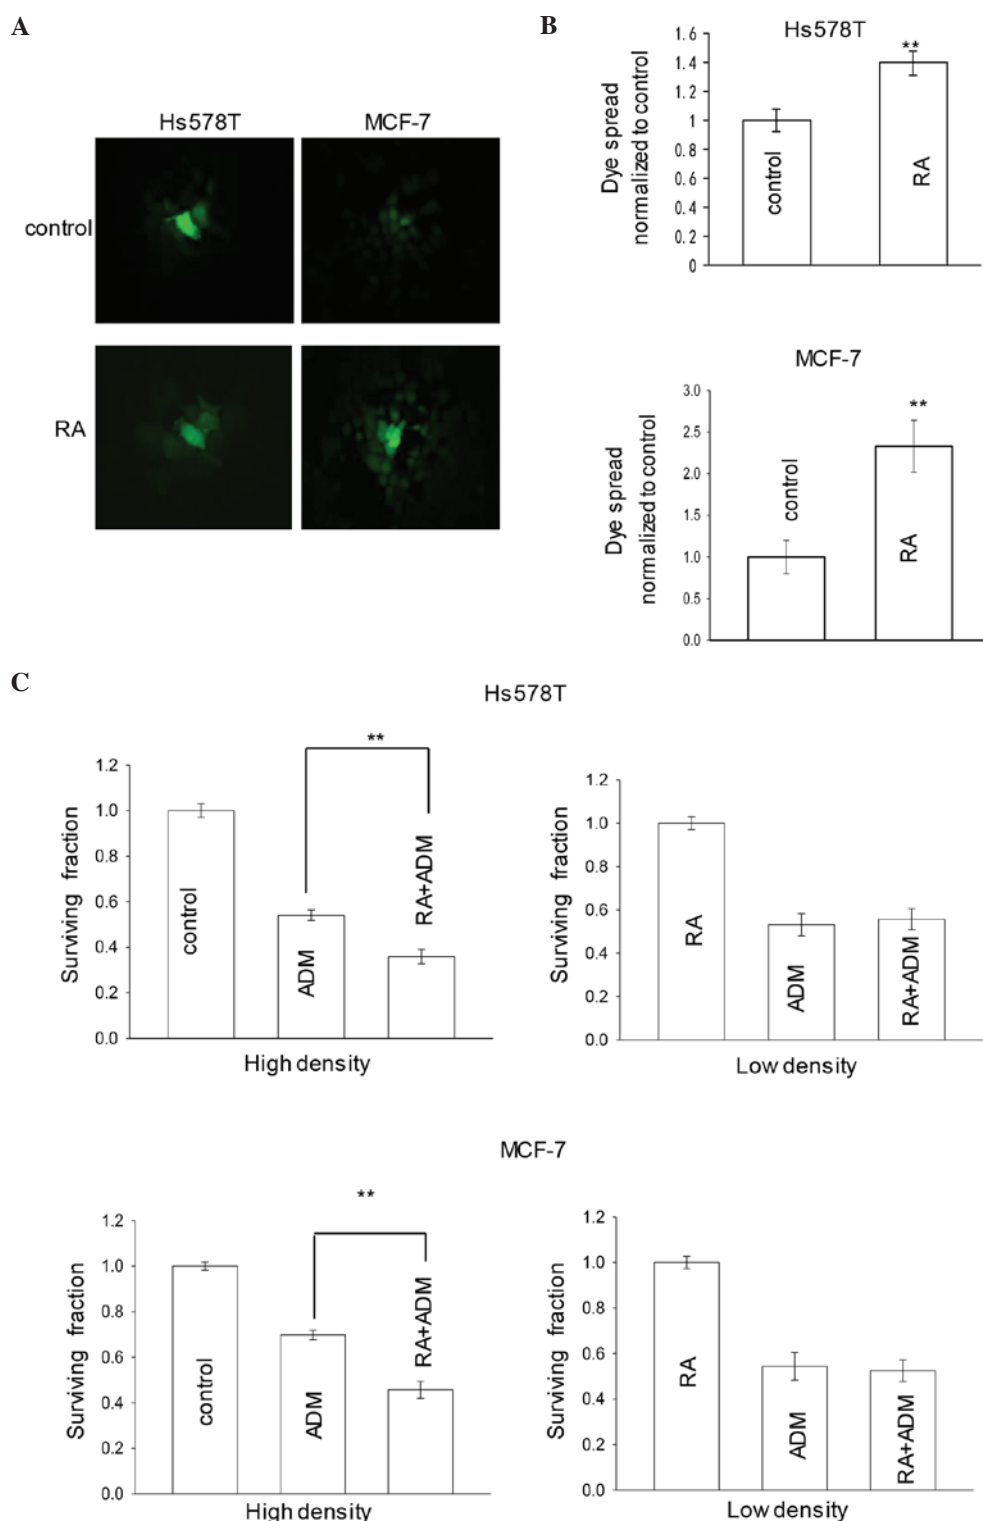 A
Hs578T MCF-7
control
RA
B
Hs578T
1.6
1.4
1.2
1
0.8
0.6
0.4
0.2
0
Dye spread
normalized to control
control
**
RA
MCF-7
3.0
2.5
2.0
1.5
1.0
0.5
0.0
Dye spread
normalized to control
control
**
RA
C
Hs578T
1.2
1.0
0.8
0.6
0.4
0.2
0.0
Surviving fraction
control
ADM
**
RA+ADM
High density
1.2
1.0
0.8
0.6
0.4
0.2
0.0
Surviving fraction
RA
ADM
RA+ADM
Low density
MCF-7
1.2
1.0
0.8
0.6
0.4
0.2
0.0
Surviving fraction
control
ADM
**
RA+ADM
High density
1.2
1.0
0.8
0.6
0.4
0.2
0.0
Surviving fraction
RA
ADM
RA+ADM
Low density